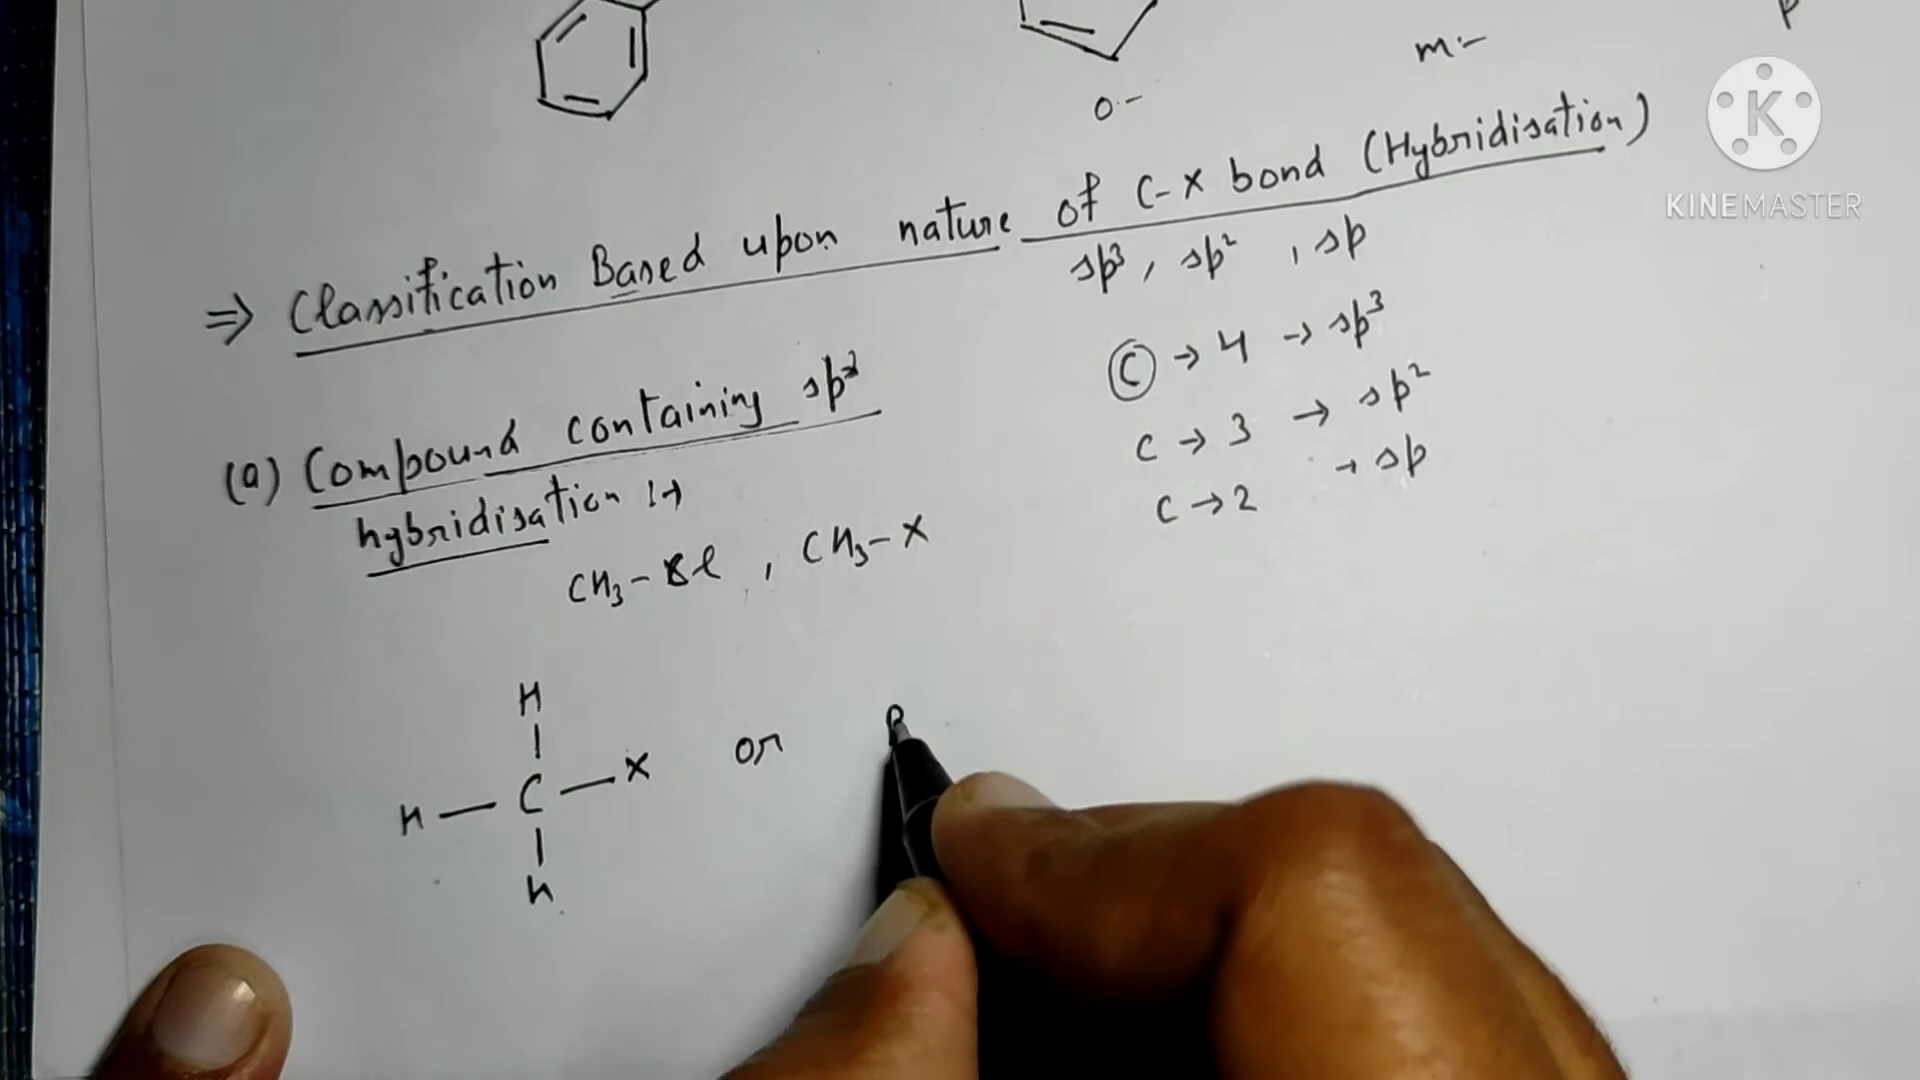 p
m:-
o:-
K
KINEMASTER
⇒ Classification Based upon nature of C-X bond (Hybridisation)
sp³, sp², sp
(a) Compound containing sp³
hybridisation :→
C → 4 → sp³
C → 3 → sp²
C → 2 → sp
CH₃-Cl, CH₃-X
H
|
H — C — X or R
|
H